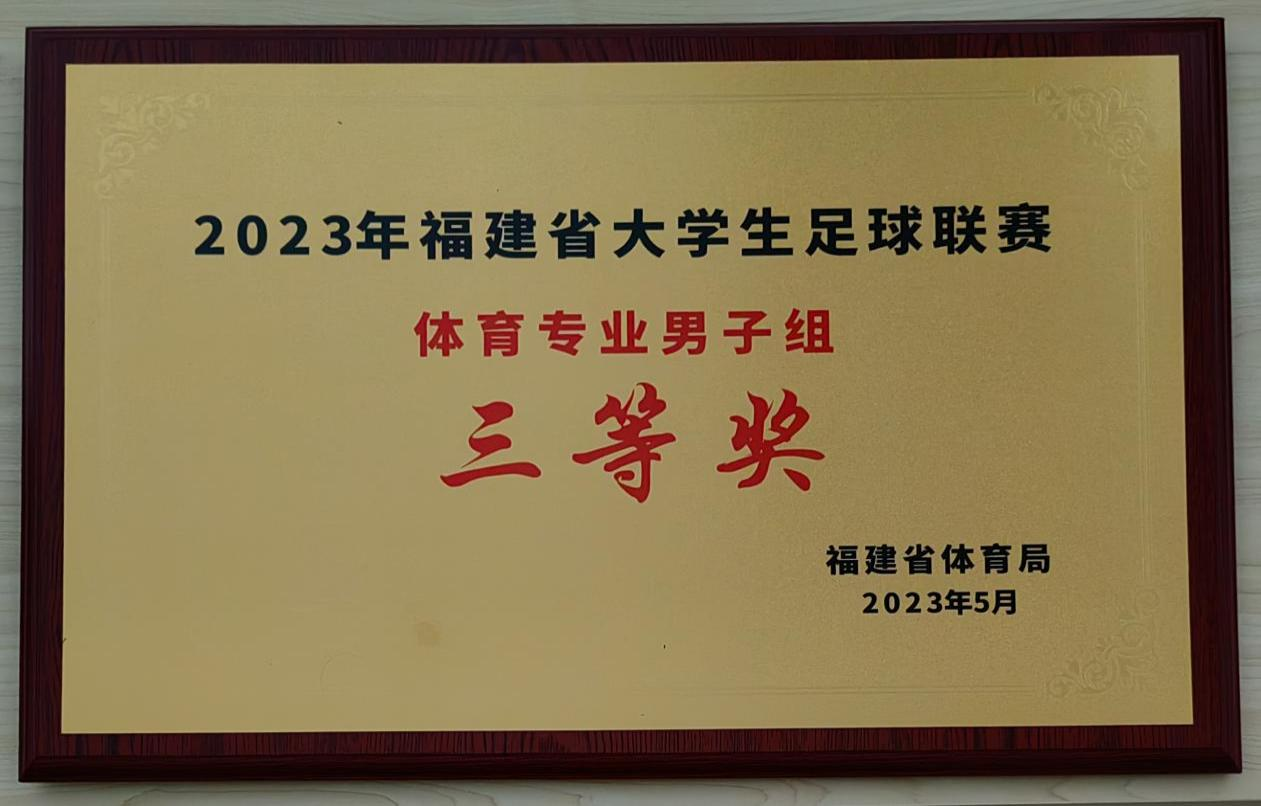 2023年福建省大学生足球联赛
体育专业男子组
三等奖
福建省体育局
2023年5月